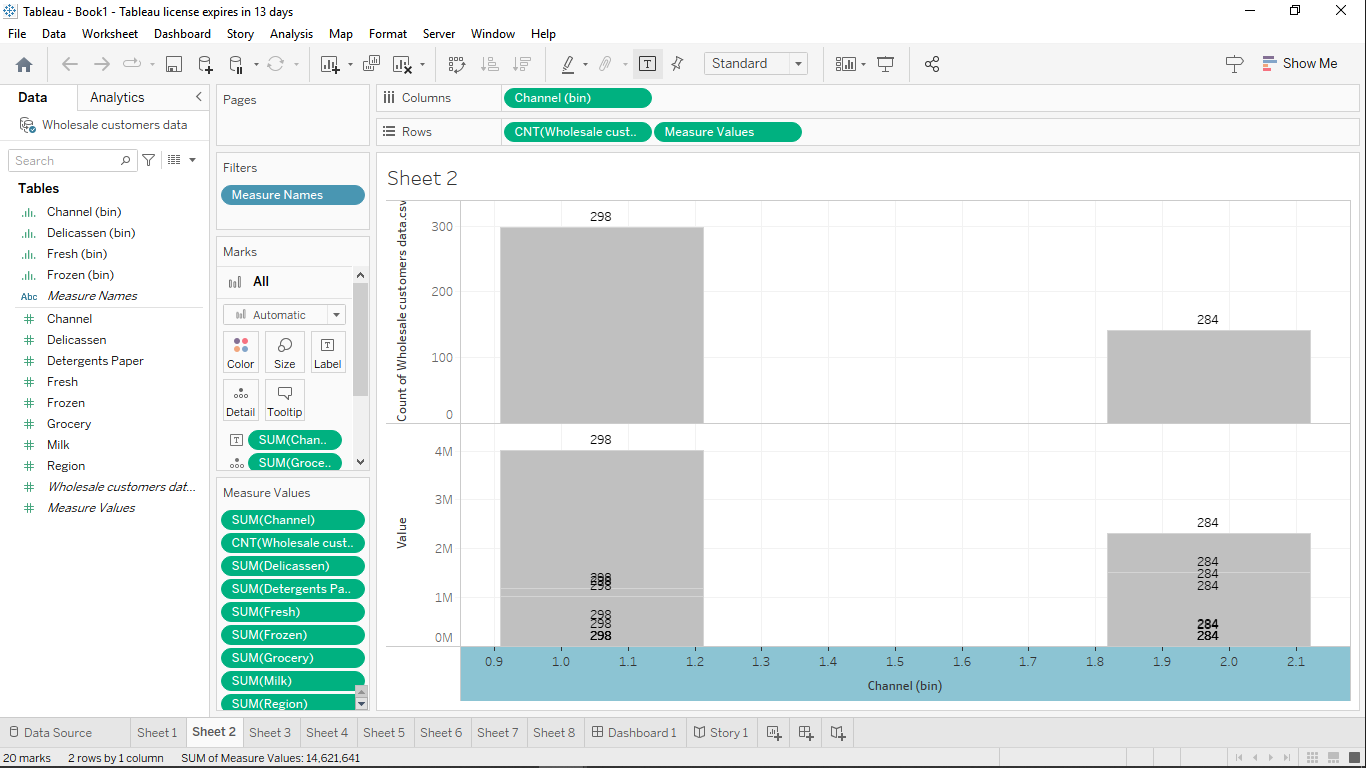 Tableau - Book1 - Tableau license expires in 13 days
File Data Worksheet Dashboard Story Analysis Map Format Server Window Help
Standard
Show Me
Data Analytics
Wholesale customers data
Search
Tables
Channel (bin)
Delicassen (bin)
Fresh (bin)
Frozen (bin)
Abc Measure Names
Channel
Delicassen
Detergents Paper
Fresh
Frozen
Grocery
Milk
Region
Wholesale customers dat...
Measure Values
Pages
Filters
Measure Names
Marks
All
Automatic
Color Size Label
Detail Tooltip
SUM(Chan..
SUM(Groce..
Measure Values
SUM(Channel)
CNT(Wholesale cust..
SUM(Delicassen)
SUM(Detergents Pa..
SUM(Fresh)
SUM(Frozen)
SUM(Grocery)
SUM(Milk)
SUM(Region)
Columns Channel (bin)
Rows CNT(Wholesale cust.. Measure Values
Sheet 2
Count of Wholesale customers data.csv
300
200
100
0
298
284
Value
4M
3M
2M
1M
0M
298
298
298
298
298
298
284
284
284
284
284
284
0.9 1.0 1.1 1.2 1.3 1.4 1.5 1.6 1.7 1.8 1.9 2.0 2.1
Channel (bin)
Data Source Sheet 1 Sheet 2 Sheet 3 Sheet 4 Sheet 5 Sheet 6 Sheet 7 Sheet 8 Dashboard 1 Story 1
20 marks 2 rows by 1 column SUM of Measure Values: 14,621,641